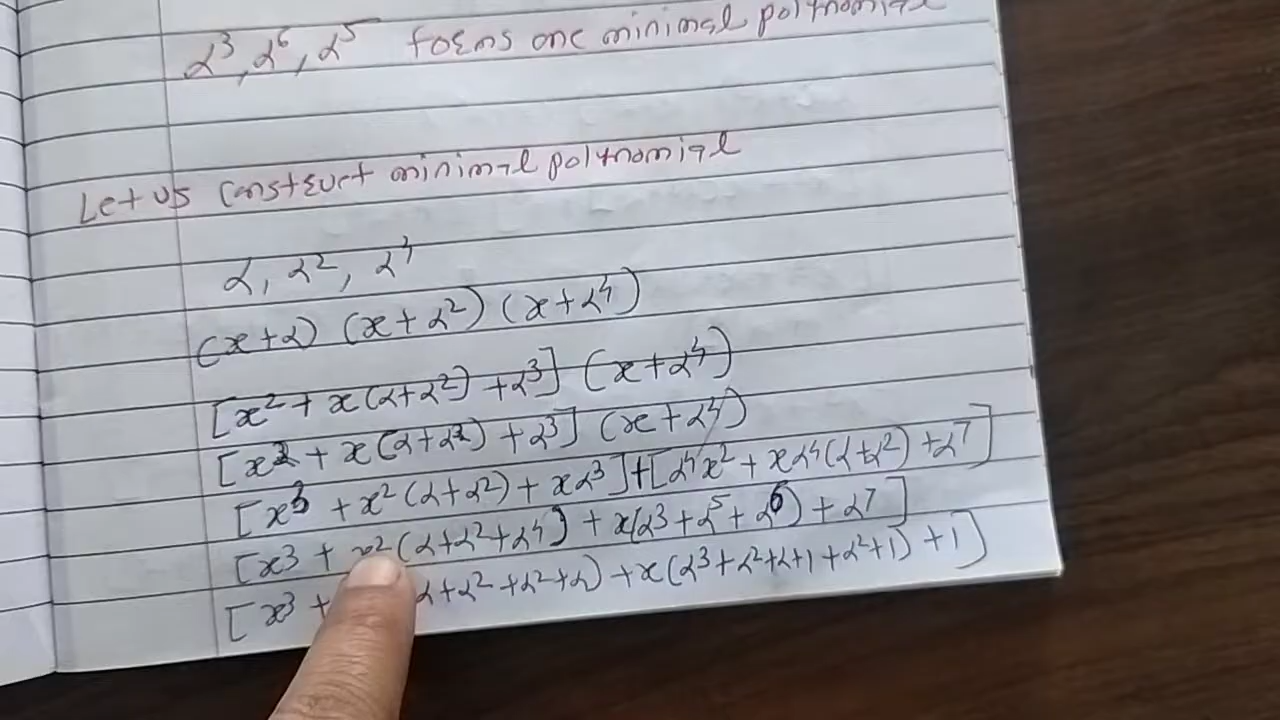 α³, α⁶, α⁵ forms one minimal polynomial
Let us construct minimal polynomial
α, α², α⁴
(x+α) (x+α²) (x+α⁴)
[x² + x(α+α²) + α³] (x+α⁴)
[x² + x(α+α²) + α³] (x+α⁴)
[x³ + x²(α+α²) + xα³] + [α⁴x² + xα⁴(α+α²) + α⁷]
[x³ + x²(α+α²+α⁴] + x(α³+α⁵+α⁶) + α⁷]
[x³ + α+α²+α²+α) + x(α³+α²+α+1+α²+1) + 1]